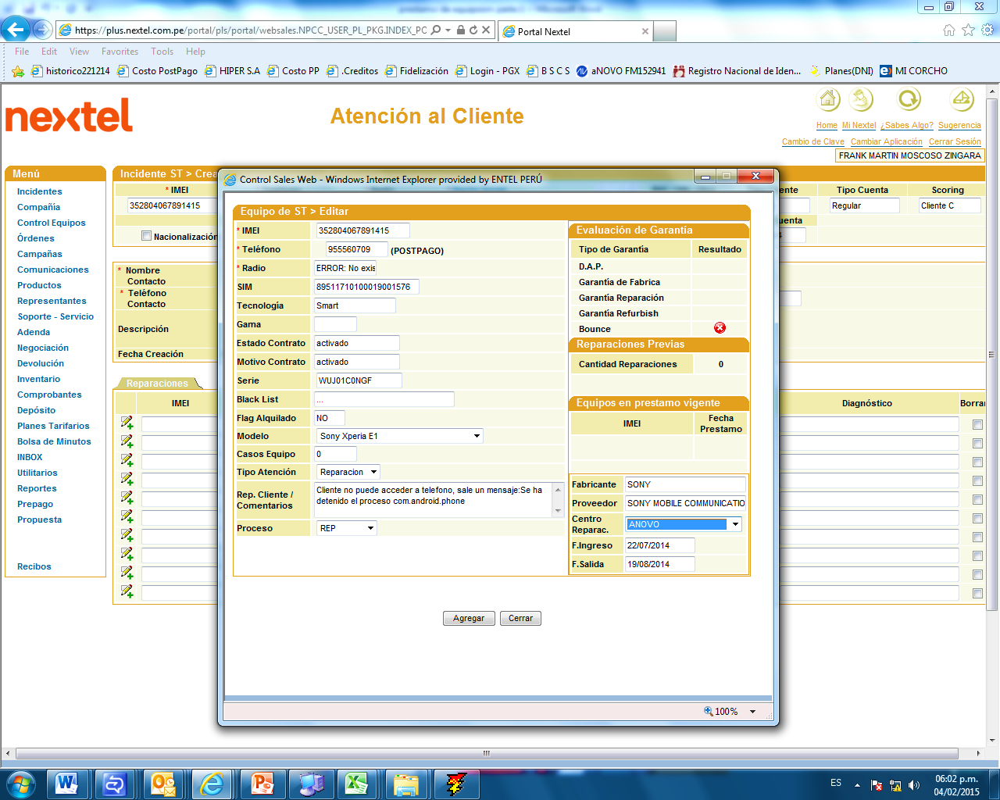 https://plus.nextel.com.pe/portal/pls/portal/websales.NPCC_USER_PL_PKG.INDEX_PC
Portal Nextel
File Edit View Favorites Tools Help
historico221214 Costo PostPago HIPER S.A Costo PP .Creditos Fidelización Login - PGX B S C S aNOVO FM152941 Registro Nacional de Iden... Planes(DNI) MI CORCHO
nextel
Atención al Cliente
Home Mi Nextel ¿Sabes Algo? Sugerencia
Cambio de Clave Cambiar Aplicación Cerrar Sesión
FRANK MARTIN MOSCOSO ZINGARA
Menú
Incidentes
Compañía
Control Equipos
Órdenes
Campañas
Comunicaciones
Productos
Representantes
Soporte - Servicio
Adenda
Negociación
Devolución
Inventario
Comprobantes
Depósito
Planes Tarifarios
Bolsa de Minutos
INBOX
Utilitarios
Reportes
Prepago
Propuesta
Recibos
Incidente ST > Crea
* IMEI
352804067891415
Nacionalización
* Nombre
Contacto
* Teléfono
Contacto
Descripción
Fecha Creación
Reparaciones
IMEI
ente Tipo Cuenta Scoring
Regular Cliente C
uenta
Diagnóstico Borrar
Control Sales Web - Windows Internet Explorer provided by ENTEL PERÚ
Equipo de ST > Editar
* IMEI 352804067891415
* Teléfono 955560709 (POSTPAGO)
* Radio ERROR: No exis
SIM 89511710100019001576
Tecnología Smart
Gama
Estado Contrato activado
Motivo Contrato activado
Serie WUJ01C0NGF
Black List ...
Flag Alquilado NO
Modelo Sony Xperia E1
Casos Equipo 0
Tipo Atención Reparacion
Rep. Cliente /
Comentarios
Cliente no puede acceder a telefono, sale un mensaje:Se ha
detenido el proceso com.android.phone
Proceso REP
Evaluación de Garantía
Tipo de Garantía Resultado
D.A.P.
Garantía de Fabrica
Garantía Reparación
Garantía Refurbish
Bounce
Reparaciones Previas
Cantidad Reparaciones 0
Equipos en prestamo vigente
IMEI Fecha
Prestamo
Fabricante SONY
Proveedor SONY MOBILE COMMUNICATIO
Centro
Reparac. ANOVO
F.Ingreso 22/07/2014
F.Salida 19/08/2014
Agregar Cerrar
100%
ES
06:02 p.m.
04/02/2015